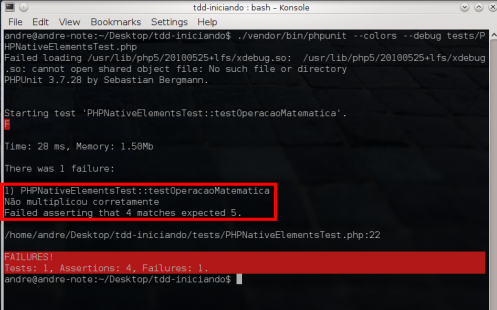 tdd-iniciando : bash – Konsole
File Edit View Bookmarks Settings Help
andre@andre-note:~/Desktop/tdd-iniciando$ ./vendor/bin/phpunit --colors --debug tests/P
HPNativeElementsTest.php
Failed loading /usr/lib/php5/20100525+lfs/xdebug.so:  /usr/lib/php5/20100525+lfs/xdebug
.so: cannot open shared object file: No such file or directory
PHPUnit 3.7.28 by Sebastian Bergmann.
Starting test 'PHPNativeElementsTest::testOperacaoMatematica'.
F
Time: 28 ms, Memory: 1.50Mb
There was 1 failure:
1) PHPNativeElementsTest::testOperacaoMatematica
Não multiplicou corretamente
Failed asserting that 4 matches expected 5.
/home/andre/Desktop/tdd-iniciando/tests/PHPNativeElementsTest.php:22
FAILURES!
Tests: 1, Assertions: 4, Failures: 1.
andre@andre-note:~/Desktop/tdd-iniciando$